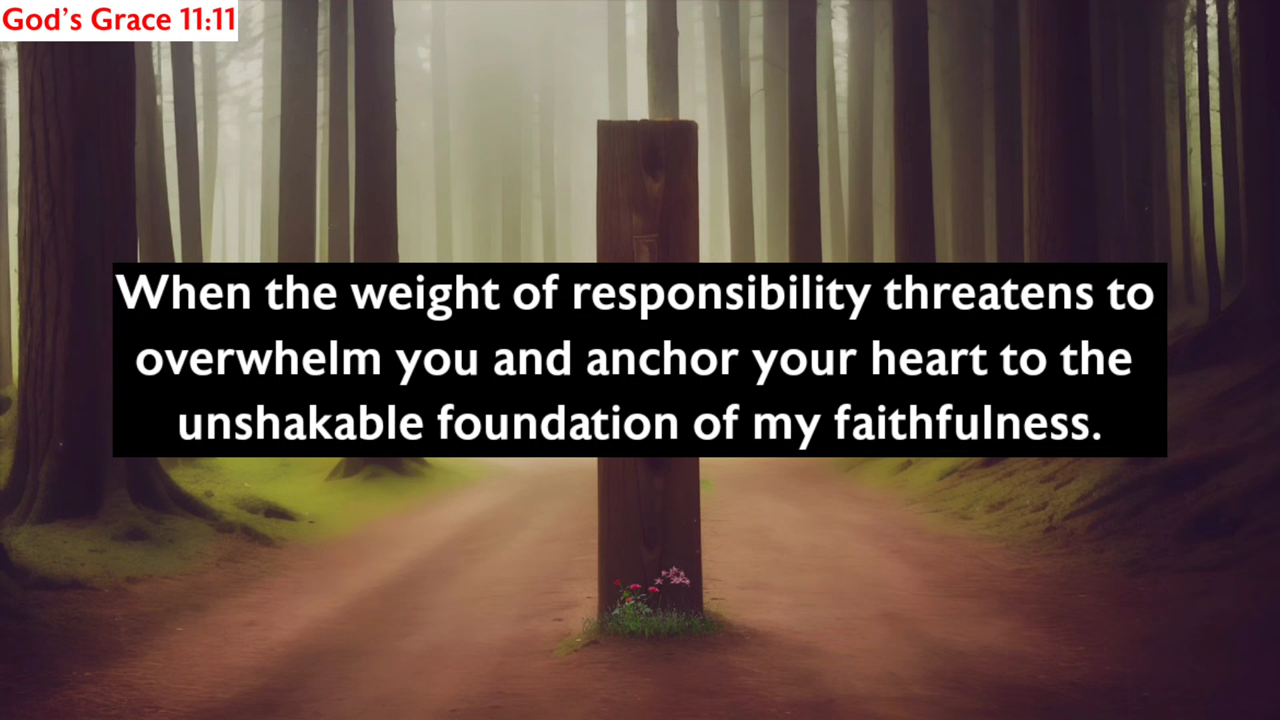 God's Grace 11:11
When the weight of responsibility threatens to
overwhelm you and anchor your heart to the
unshakable foundation of my faithfulness.